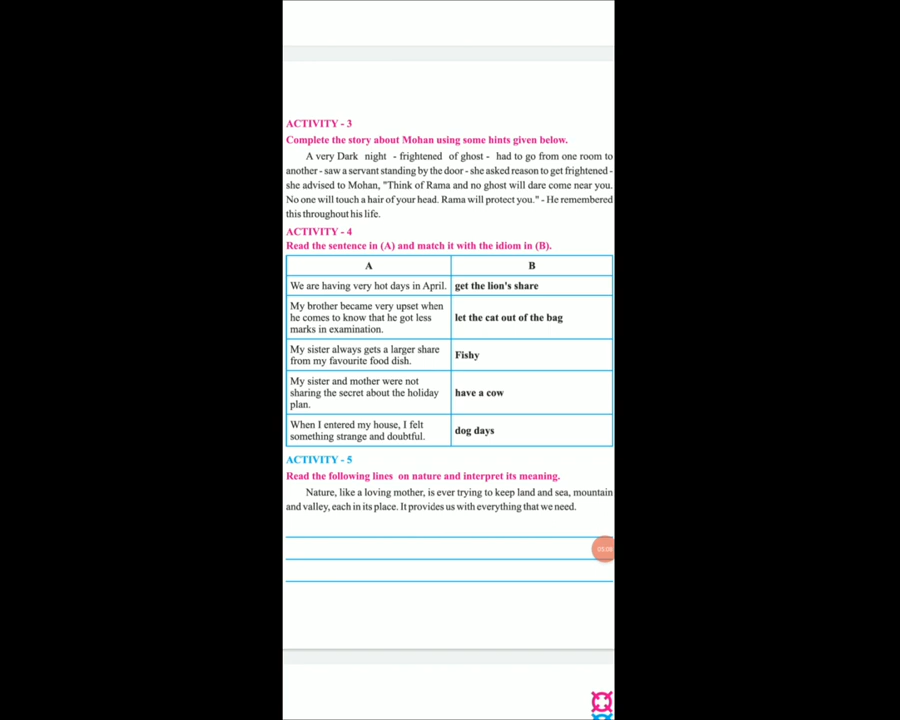 ACTIVITY - 3
Complete the story about Mohan using some hints given below.
A very Dark night - frightened of ghost - had to go from one room to
another - saw a servant standing by the door - she asked reason to get frightened -
she advised to Mohan, "Think of Rama and no ghost will dare come near you.
No one will touch a hair of your head. Rama will protect you." - He remembered
this throughout his life.
ACTIVITY - 4
Read the sentence in (A) and match it with the idiom in (B).
A B
We are having very hot days in April. get the lion's share
My brother became very upset when
he comes to know that he got less
marks in examination.
let the cat out of the bag
My sister always gets a larger share
from my favourite food dish.
Fishy
My sister and mother were not
sharing the secret about the holiday
plan.
have a cow
When I entered my house, I felt
something strange and doubtful.
dog days
ACTIVITY - 5
Read the following lines on nature and interpret its meaning.
Nature, like a loving mother, is ever trying to keep land and sea, mountain
and valley, each in its place. It provides us with everything that we need.